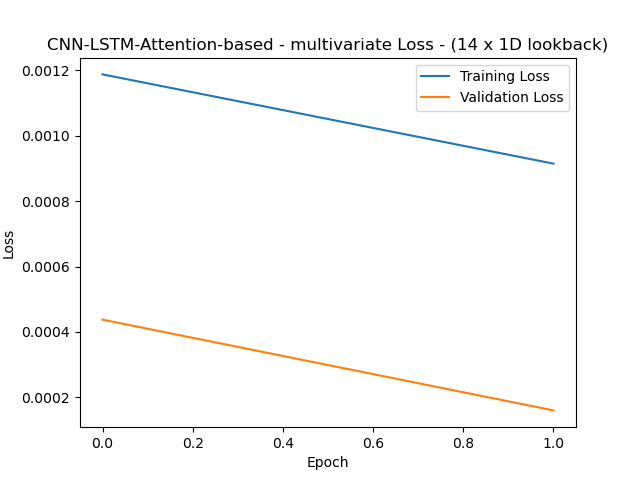 CNN-LSTM-Attention-based - multivariate Loss - (14 x 1D lookback)
0.0012
0.0010
0.0008
0.0006
0.0004
0.0002
Loss
Training Loss
Validation Loss
0.0
0.2
0.4
0.6
0.8
1.0
Epoch